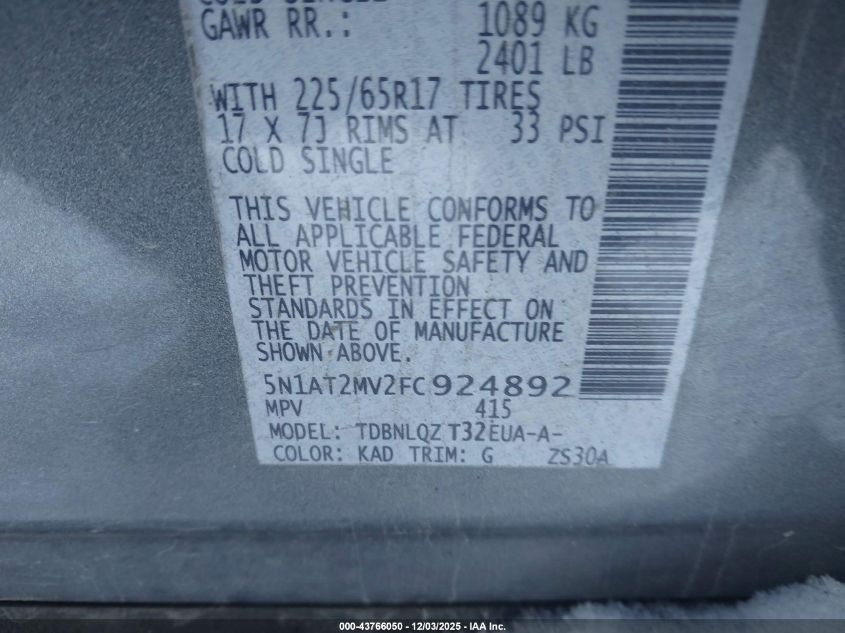 GAWR RR.: 1089 KG
2401 LB
WITH 225/65R17 TIRES
17 X 7J RIMS AT 33 PSI
COLD SINGLE
THIS VEHICLE CONFORMS TO
ALL APPLICABLE FEDERAL
MOTOR VEHICLE SAFETY AND
THEFT PREVENTION
STANDARDS IN EFFECT ON
THE DATE OF MANUFACTURE
SHOWN ABOVE.
5N1AT2MV2FC924892
MPV 415
MODEL: TDBNLQZ T32EUA-A-
COLOR: KAD TRIM: G ZS30A
000-43766050 - 12/03/2025 - IAA Inc.